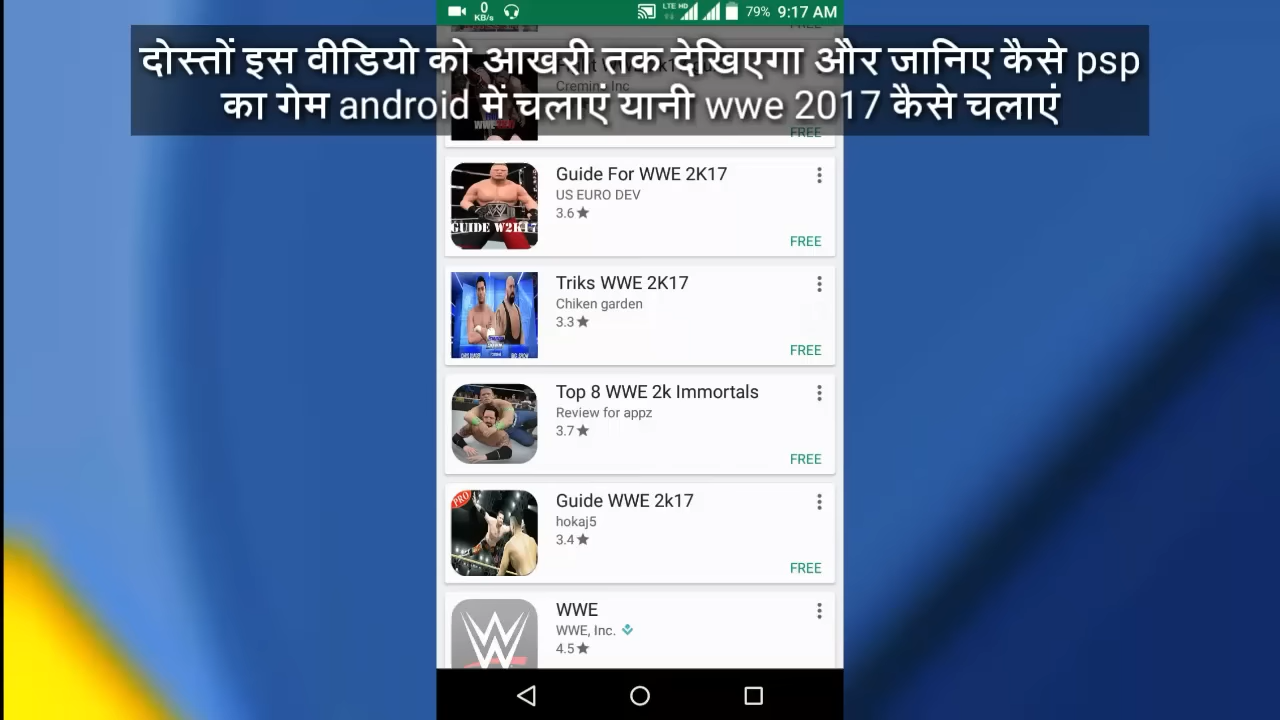 0
KB/s
LTE HD
79%
9:17 AM
दोस्तों इस वीडियो को आखरी तक देखिएगा और जानिए कैसे psp
का गेम android में चलाएं यानी wwe 2017 कैसे चलाएं
FREE
Guide For WWE 2K17
US EURO DEV
3.6★
GUIDE W2K17
FREE
Triks WWE 2K17
Chiken garden
3.3★
FREE
Top 8 WWE 2k Immortals
Review for appz
3.7★
FREE
PRO
Guide WWE 2k17
hokaj5
3.4★
FREE
WWE
WWE, Inc.
4.5★